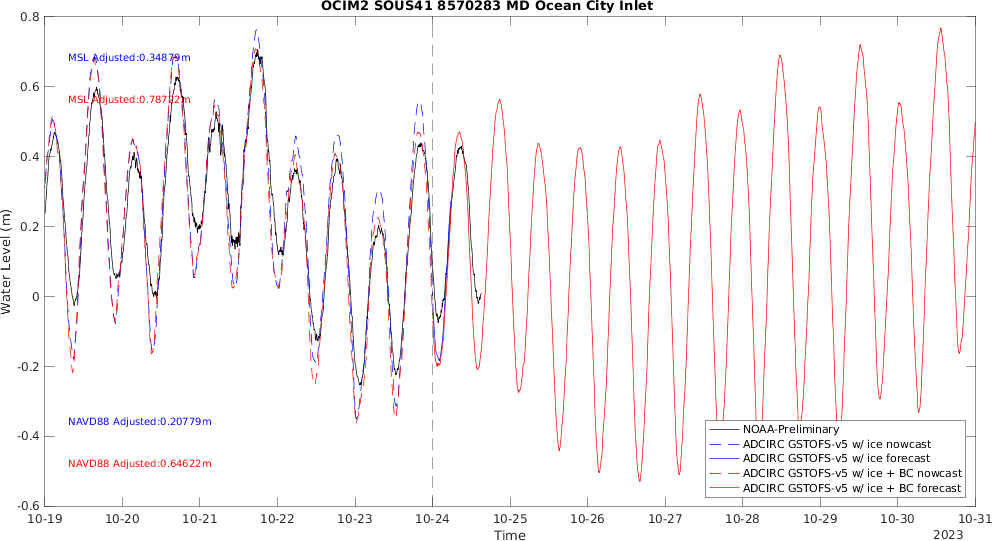 OCIM2 SOUS41 8570283 MD Ocean City Inlet
Water Level (m)
0.8
0.6
0.4
0.2
0
-0.2
-0.4
-0.6
MSL Adjusted:0.34879m
MSL Adjusted:0.78722m
NAVD88 Adjusted:0.20779m
NAVD88 Adjusted:0.64622m
NOAA-Preliminary
ADCIRC GSTOFS-v5 w/ ice nowcast
ADCIRC GSTOFS-v5 w/ ice forecast
ADCIRC GSTOFS-v5 w/ ice + BC nowcast
ADCIRC GSTOFS-v5 w/ ice + BC forecast
10-19 10-20 10-21 10-22 10-23 10-24 10-25 10-26 10-27 10-28 10-29 10-30 10-31
Time
2023